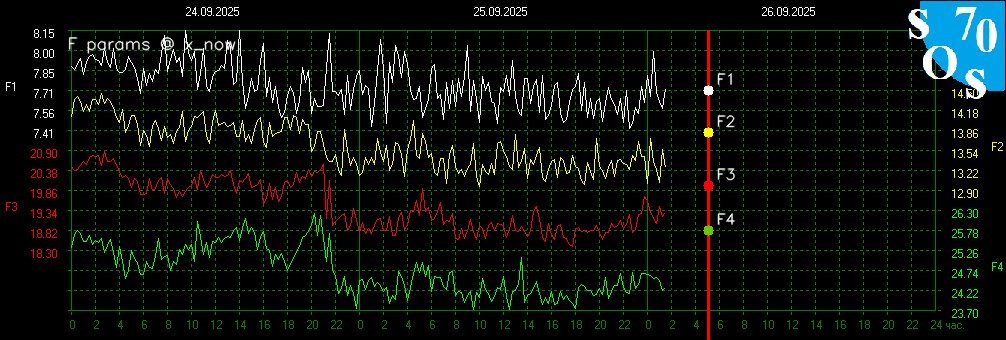 24.09.2025 25.09.2025 26.09.2025
F params @ x_now
S 70
O
S
F1
8.15
8.00
7.85
7.71
7.56
7.41
F3
20.90
20.38
19.86
19.34
18.82
18.30
F1
F2
F3
F4
14.18
13.86
13.54
13.22
12.90
F2
26.30
25.78
25.26
24.74
24.22
23.70
F4
0 2 4 6 8 10 12 14 16 18 20 22 0 2 4 6 8 10 12 14 16 18 20 22 0 2 4 6 8 10 12 14 16 18 20 22 24 час.